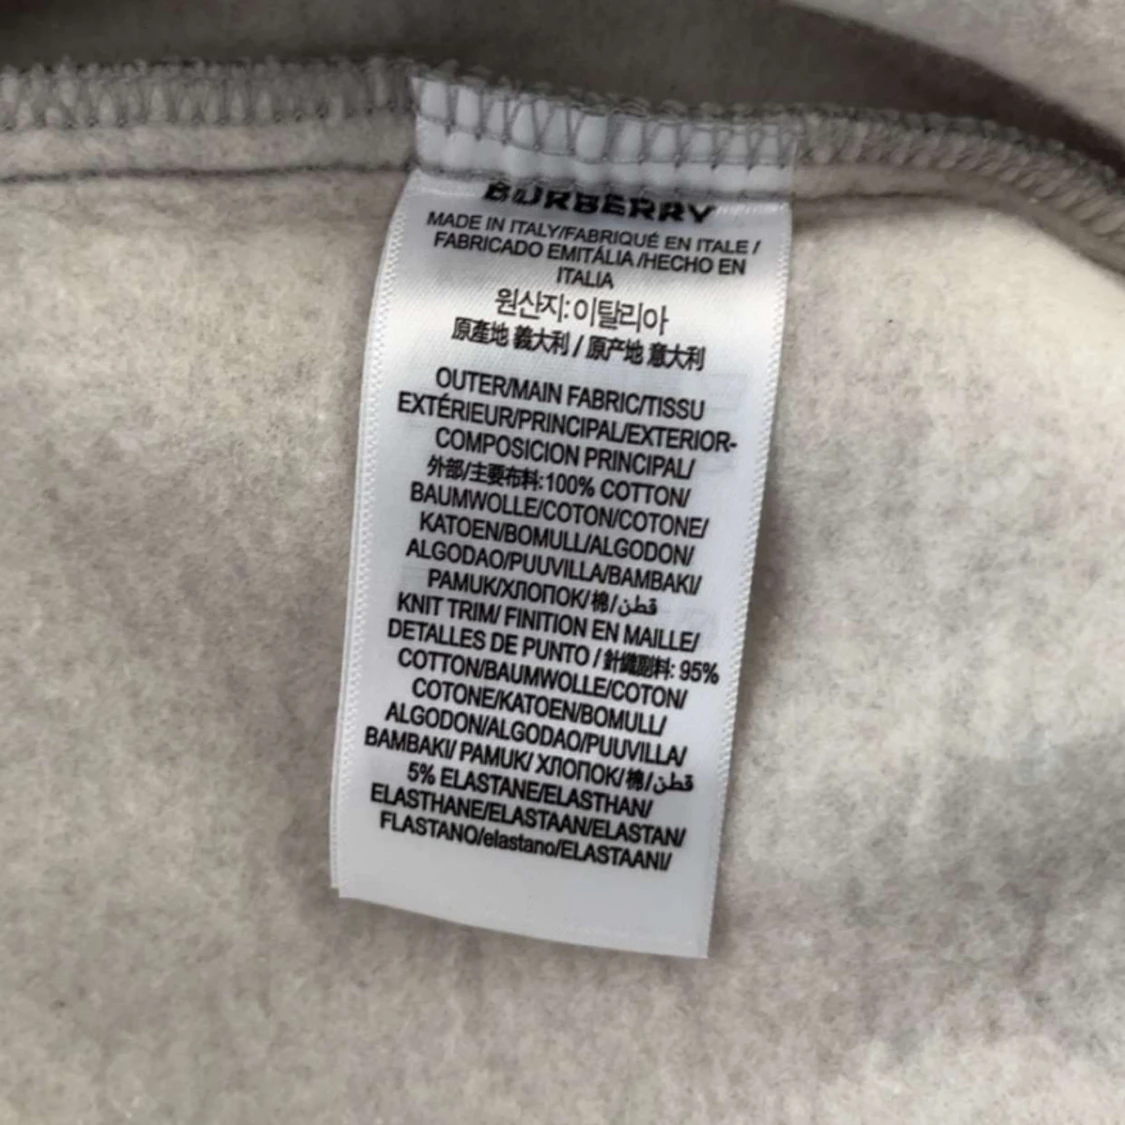 BURBERRY
MADE IN ITALY/FABRIQUÉ EN ITALE /
FABRICADO EMITÁLIA /HECHO EN
ITALIA
원산지:이탈리아
原產地 義大利 / 原产地 意大利
OUTER/MAIN FABRIC/TISSU
EXTÉRIEUR/PRINCIPAL/EXTERIOR-
COMPOSICION PRINCIPAL/
外部/主要布料:100% COTTON/
BAUMWOLLE/COTON/COTONE/
KATOEN/BOMULL/ALGODON/
ALGODAO/PUUVILLA/BAMBAKI/
PAMUK/ХЛОПОК/棉/قطن
KNIT TRIM/ FINITION EN MAILLE/
DETALLES DE PUNTO / 針織副料: 95%
COTTON/BAUMWOLLE/COTON/
COTONE/KATOEN/BOMULL/
ALGODON/ALGODAO/PUUVILLA/
BAMBAKI/ PAMUK/ ХЛОПОК/棉/قطن
5% ELASTANE/ELASTHAN/
ELASTHANE/ELASTAAN/ELASTAN/
FLASTANO/elastano/ELASTAANI/